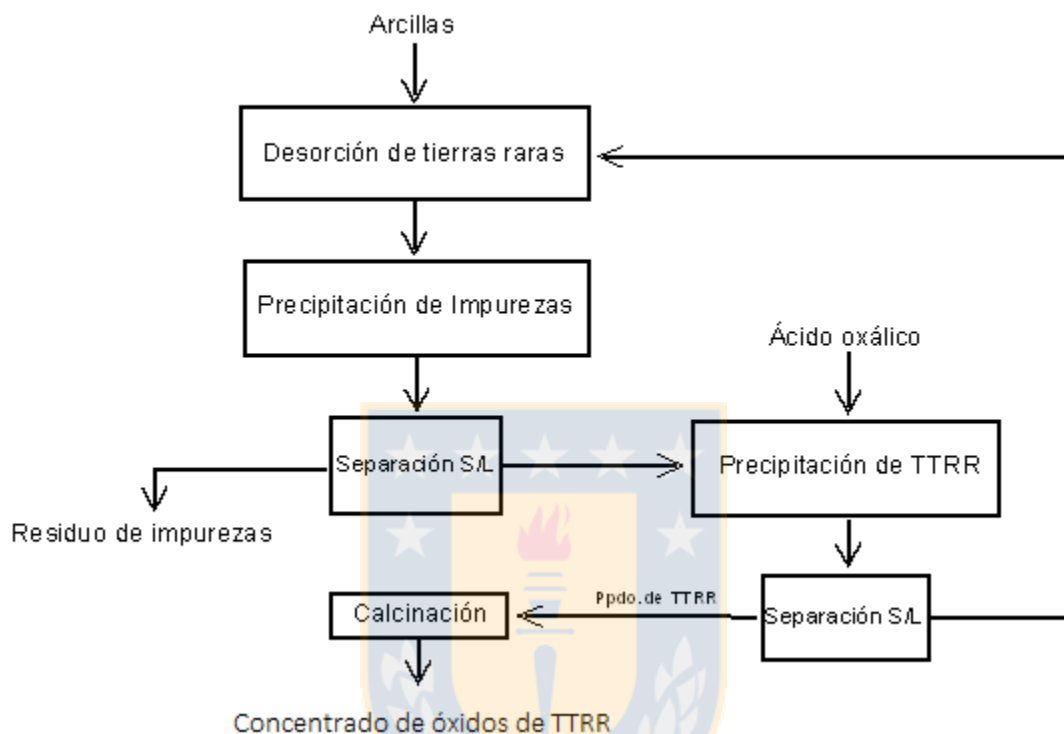 Arcillas
Desorción de tierras raras
Precipitación de Impurezas
Ácido oxálico
Separación S/L
Precipitación de TTRR
Residuo de impurezas
Calcinación
Ppdo.de TTRR
Separación S/L
Concentrado de óxidos de TTRR